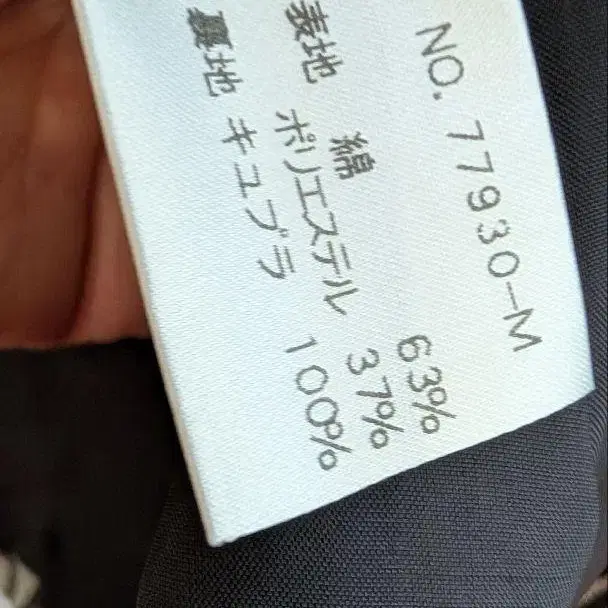 NO. 77930-M
表地 綿 63%
ポリエステル 37%
裏地 キュプラ 100%